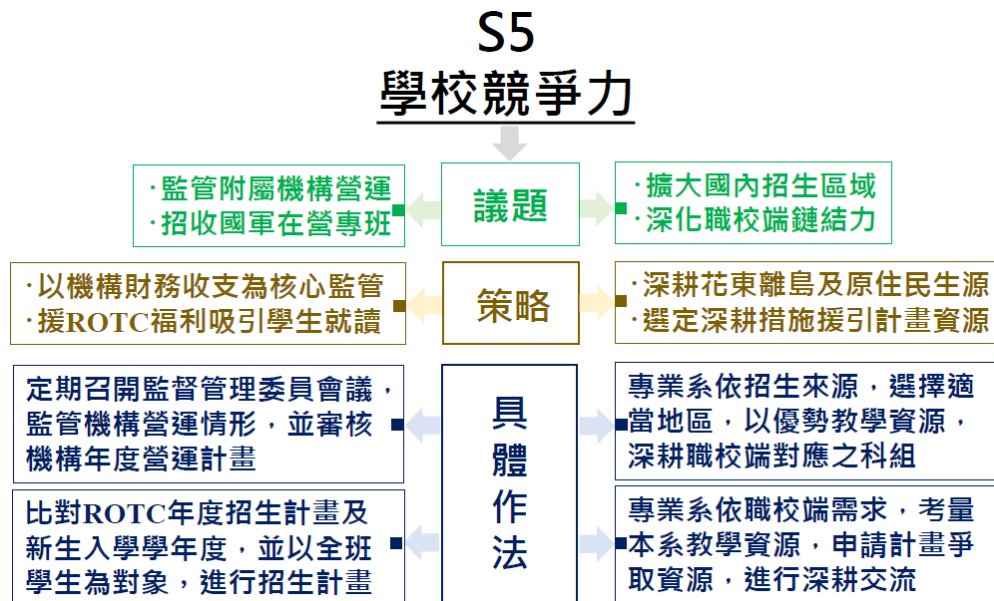 S5
學校競爭力
議題
·監管附屬機構營運
·招收國軍在營專班
·擴大國內招生區域
·深化職校端鏈結力
策略
·以機構財務收支為核心監管
·援ROTC福利吸引學生就讀
·深耕花東離島及原住民生源
·選定深耕措施援引計畫資源
具體作法
定期召開監督管理委員會議，
監管機構營運情形，並審核
機構年度營運計畫
專業系依招生來源，選擇適
當地區，以優勢教學資源，
深耕職校端對應之科組
比對ROTC年度招生計畫及
新生入學學年度，並以全班
學生為對象，進行招生計畫
專業系依職校端需求，考量
本系教學資源，申請計畫爭
取資源，進行深耕交流